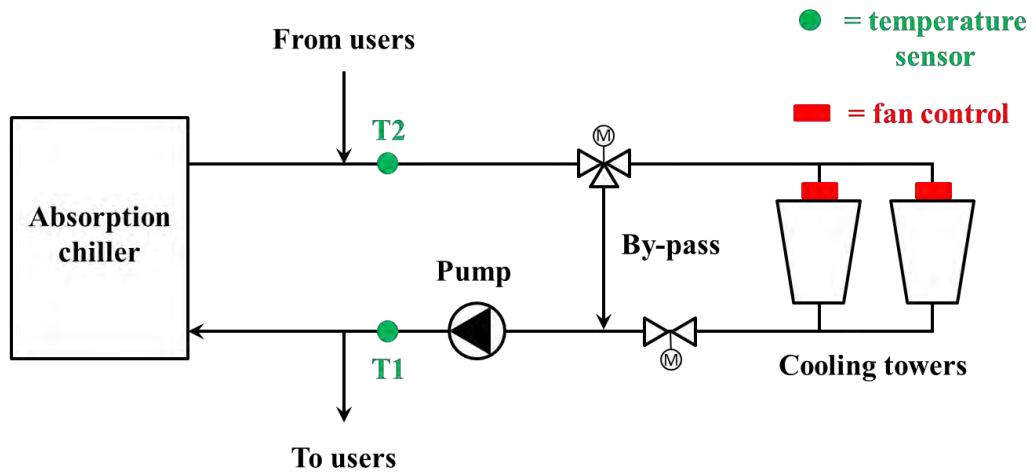 From users
= temperature
sensor
= fan control
T2
M
Absorption
chiller
By-pass
Pump
T1
M
Cooling towers
To users